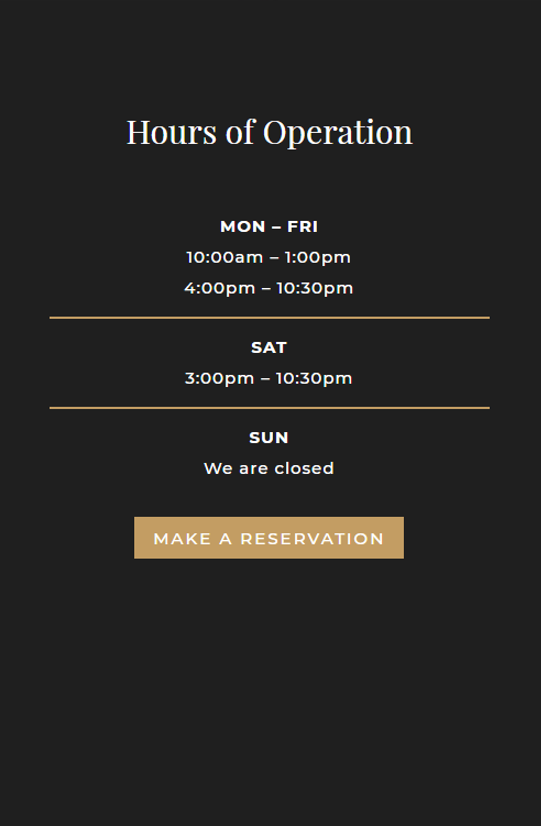 Hours of Operation
MON – FRI
10:00am – 1:00pm
4:00pm – 10:30pm
SAT
3:00pm – 10:30pm
SUN
We are closed
MAKE A RESERVATION